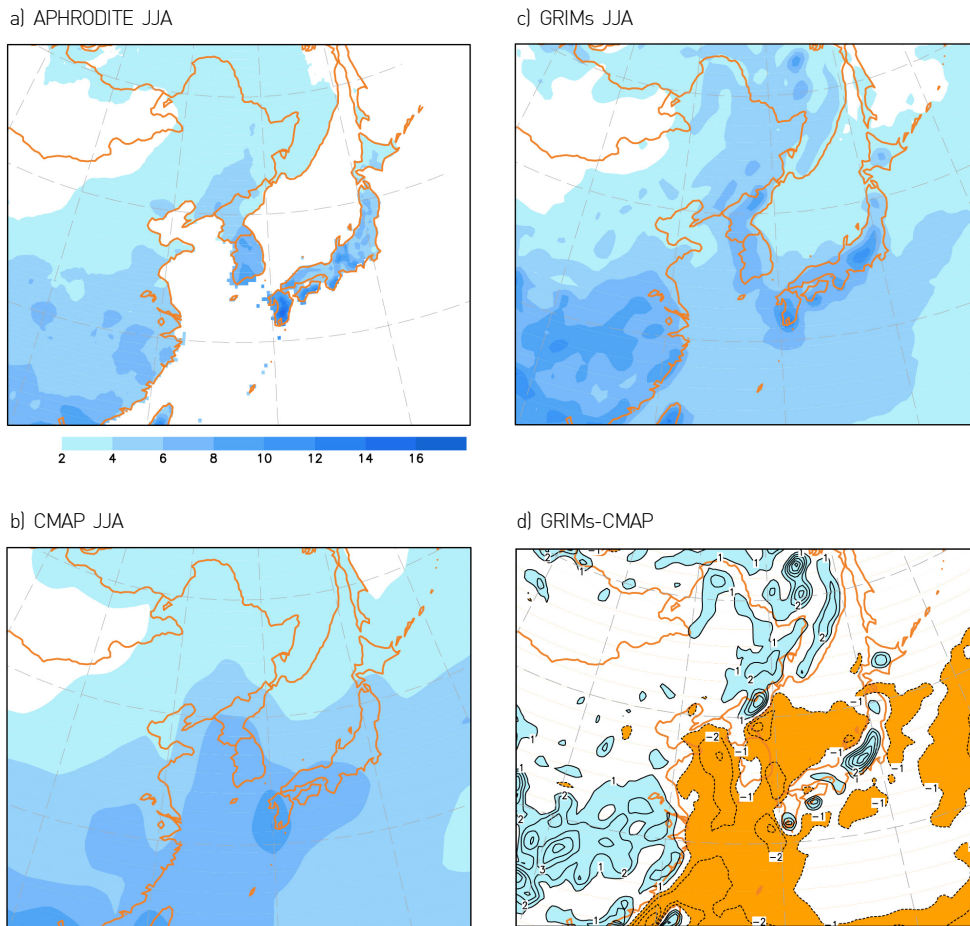 a) APHRODITE JJA
c) GRIMs JJA
2 4 6 8 10 12 14 16
b) CMAP JJA
d) GRIMs-CMAP